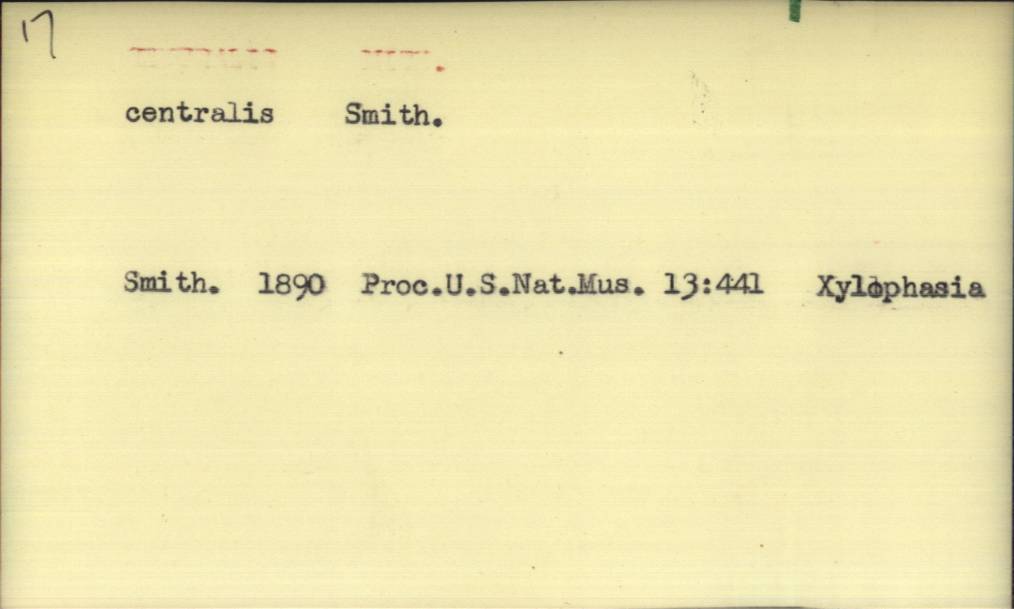 17
centralis Smith.
Smith. 1890 Proc.U.S.Nat.Mus. 13:441 Xylophasia